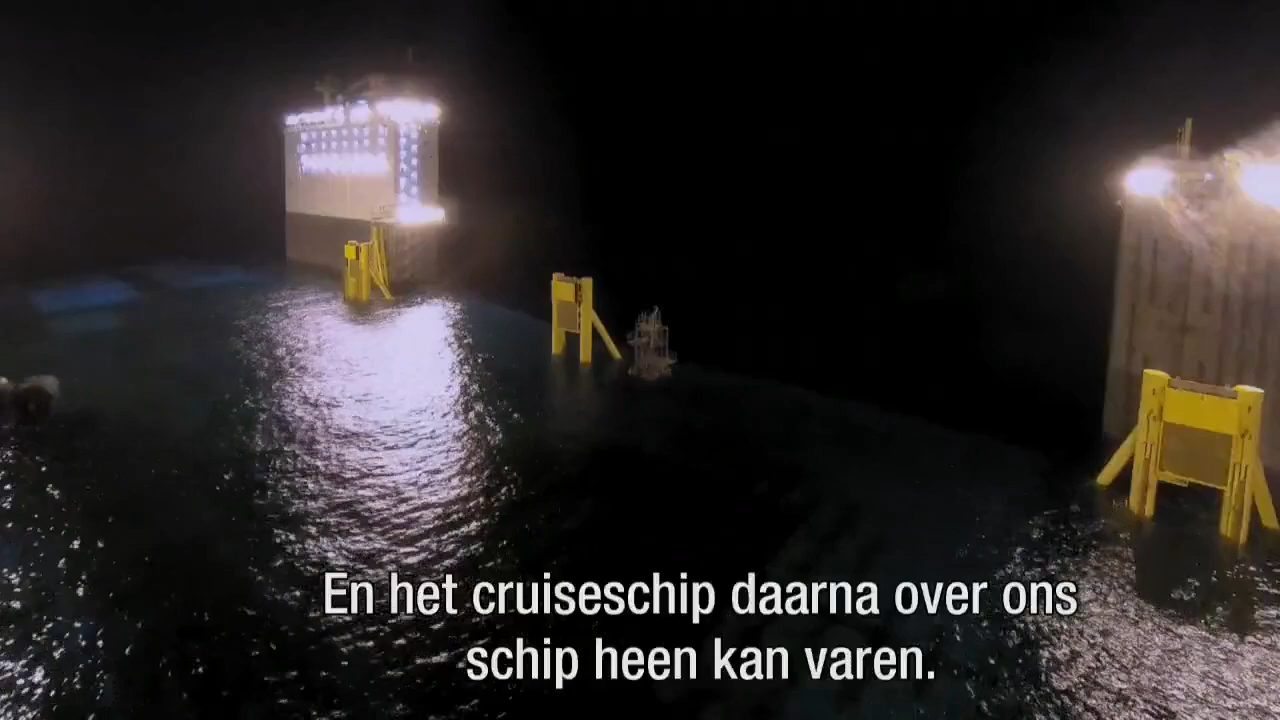 En het cruiseschip daarna over ons
schip heen kan varen.